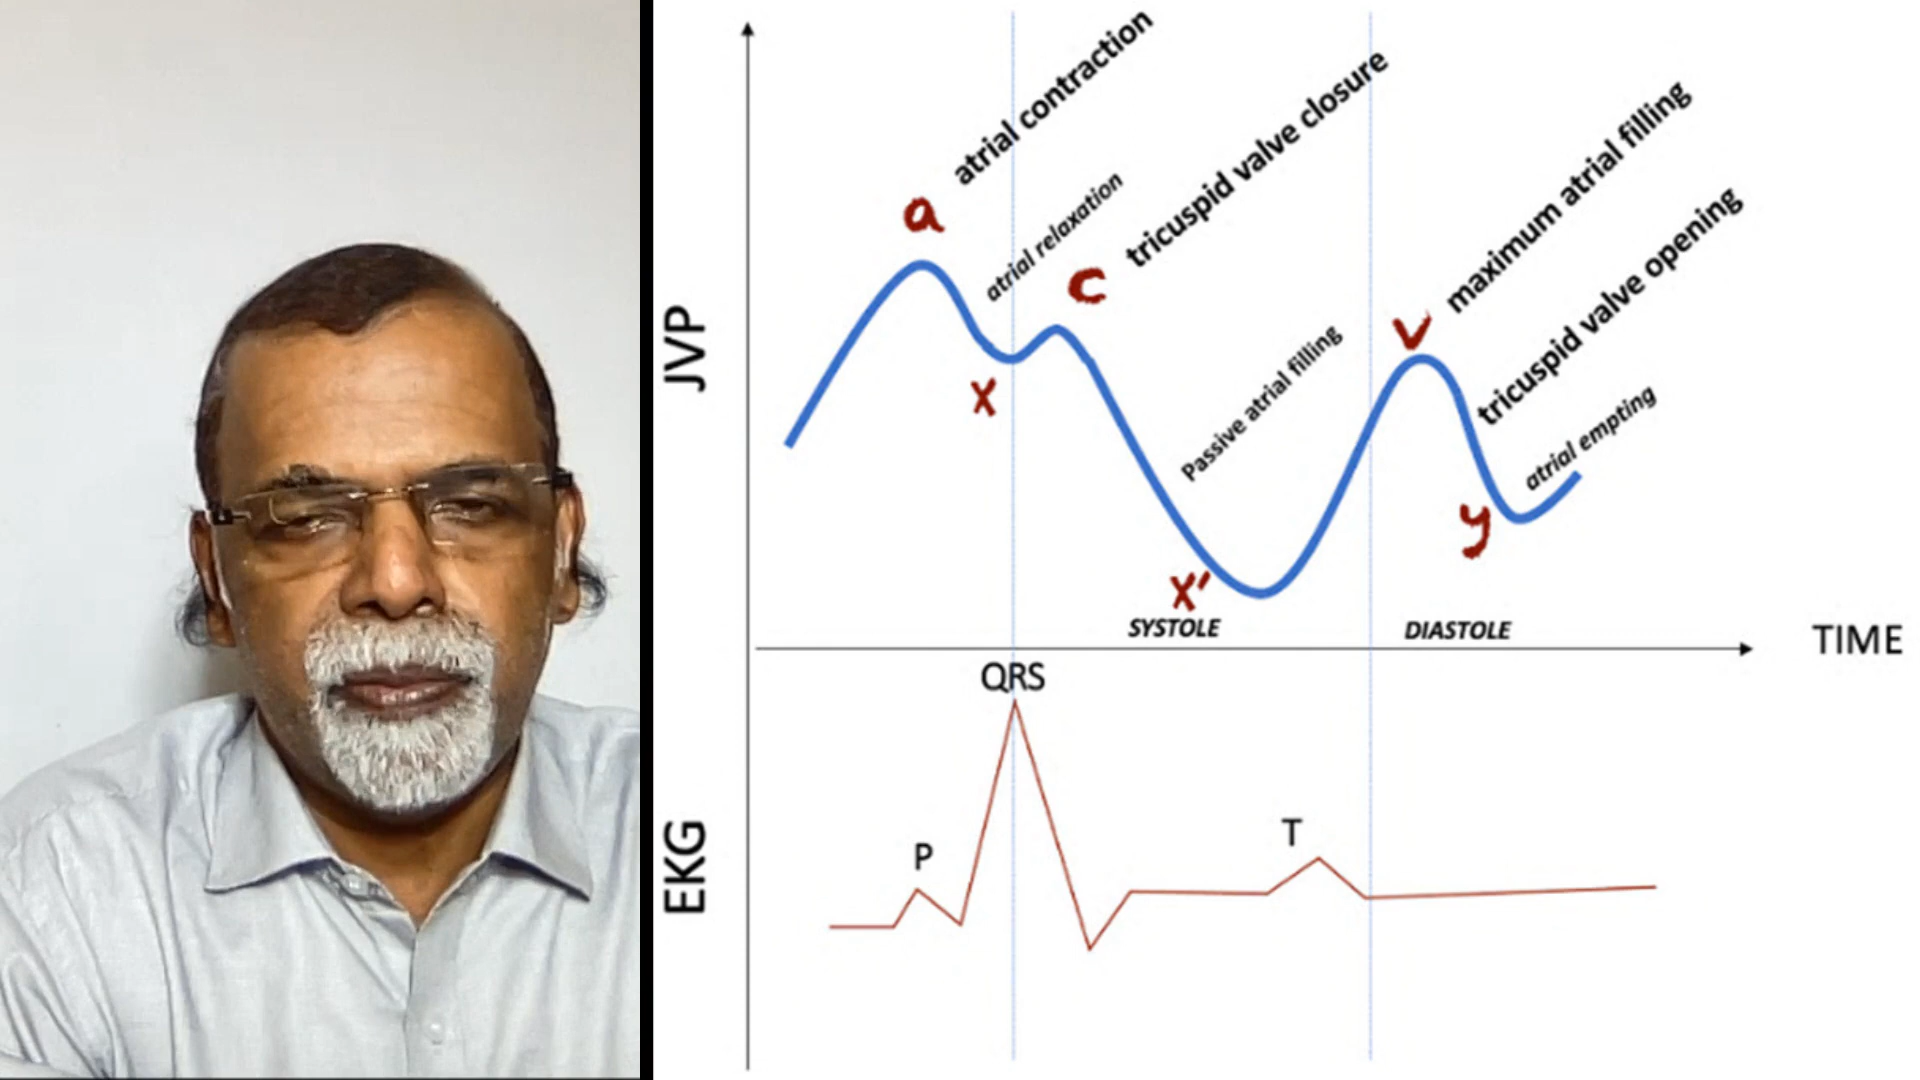 atrial contraction
a
atrial relaxation
tricuspid valve closure
c
maximum atrial filling
v
tricuspid valve opening
JVP
x
Passive atrial filling
atrial empting
y
x'
SYSTOLE
DIASTOLE
TIME
QRS
P
T
EKG